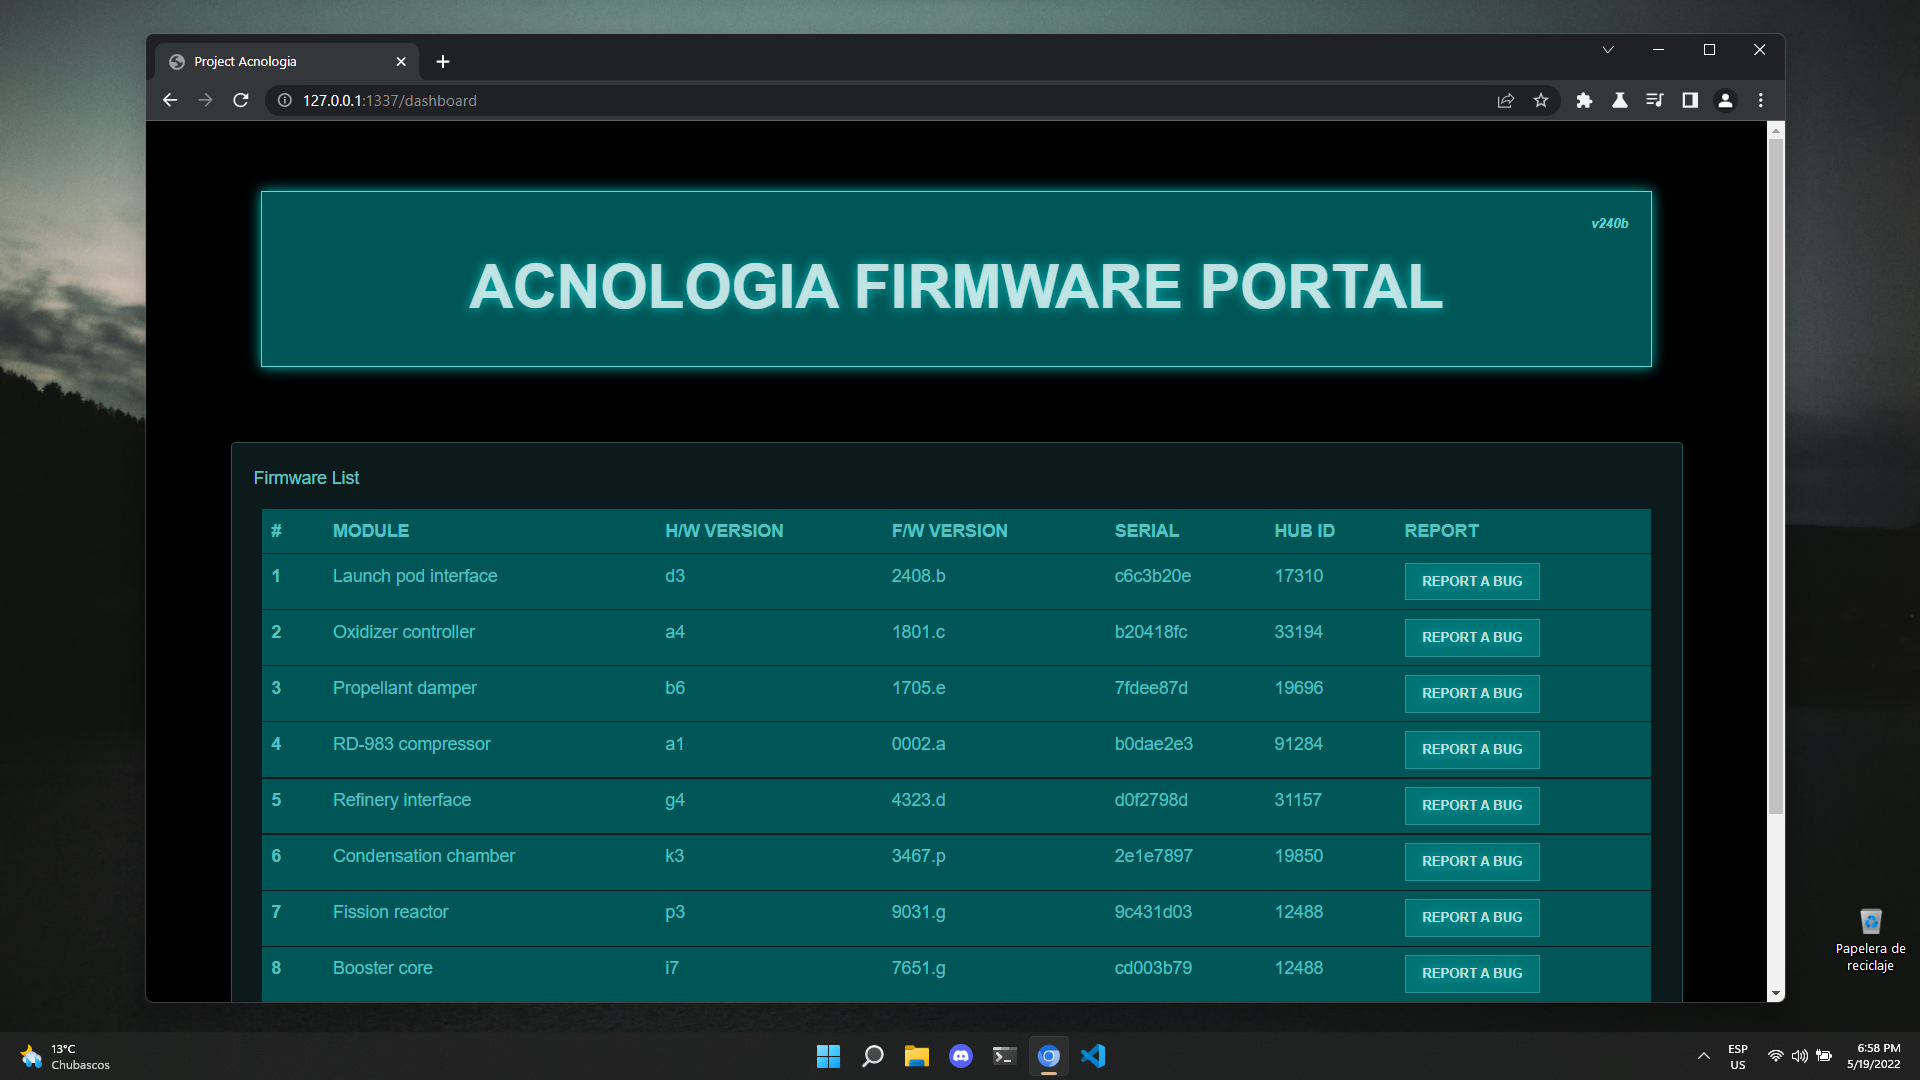 Project Acnologia
127.0.0.1:1337/dashboard
v240b
ACNOLOGIA FIRMWARE PORTAL
Firmware List
# MODULE H/W VERSION F/W VERSION SERIAL HUB ID REPORT
1 Launch pod interface d3 2408.b c6c3b20e 17310 REPORT A BUG
2 Oxidizer controller a4 1801.c b20418fc 33194 REPORT A BUG
3 Propellant damper b6 1705.e 7fdee87d 19696 REPORT A BUG
4 RD-983 compressor a1 0002.a b0dae2e3 91284 REPORT A BUG
5 Refinery interface g4 4323.d d0f2798d 31157 REPORT A BUG
6 Condensation chamber k3 3467.p 2e1e7897 19850 REPORT A BUG
7 Fission reactor p3 9031.g 9c431d03 12488 REPORT A BUG
8 Booster core i7 7651.g cd003b79 12488 REPORT A BUG
Papelera de
reciclaje
13°C
Chubascos
ESP
US
6:58 PM
5/19/2022